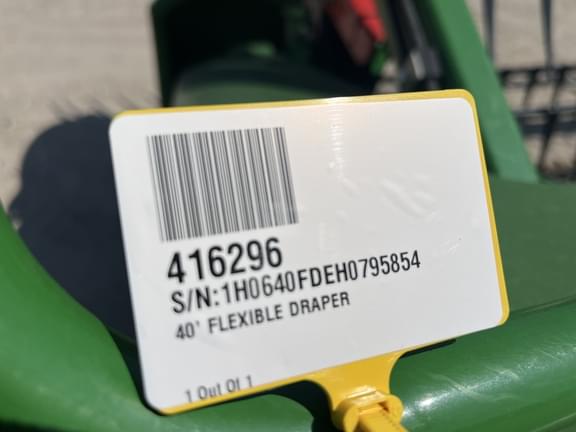 416296
S/N:1H0640FDEH0795854
40' FLEXIBLE DRAPER
1 Out Of 1